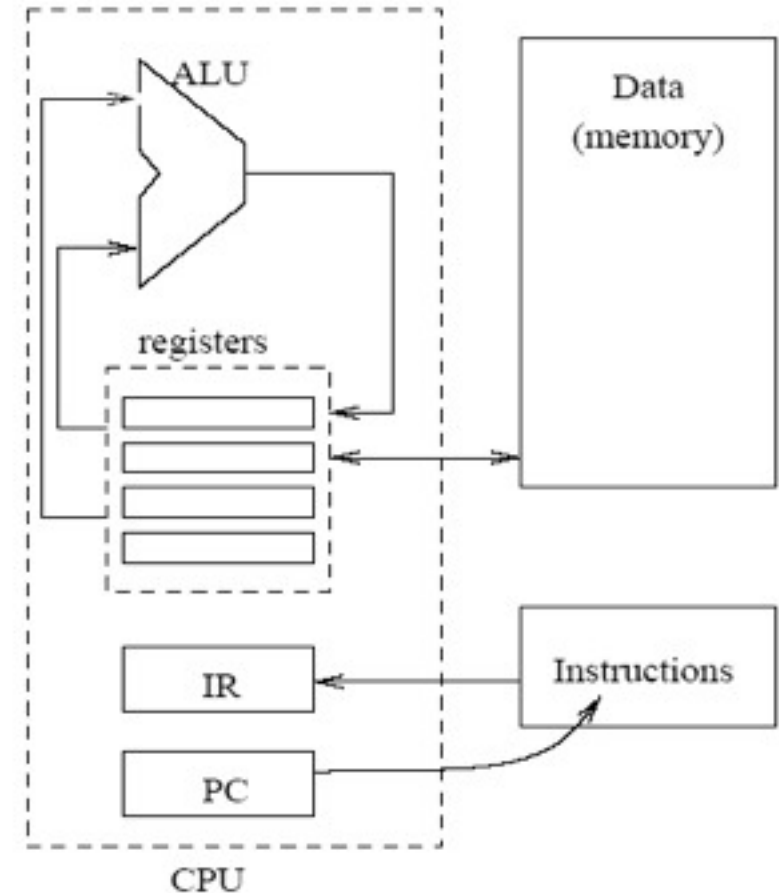 ALU
Data
(memory)
registers
IR
Instructions
PC
CPU